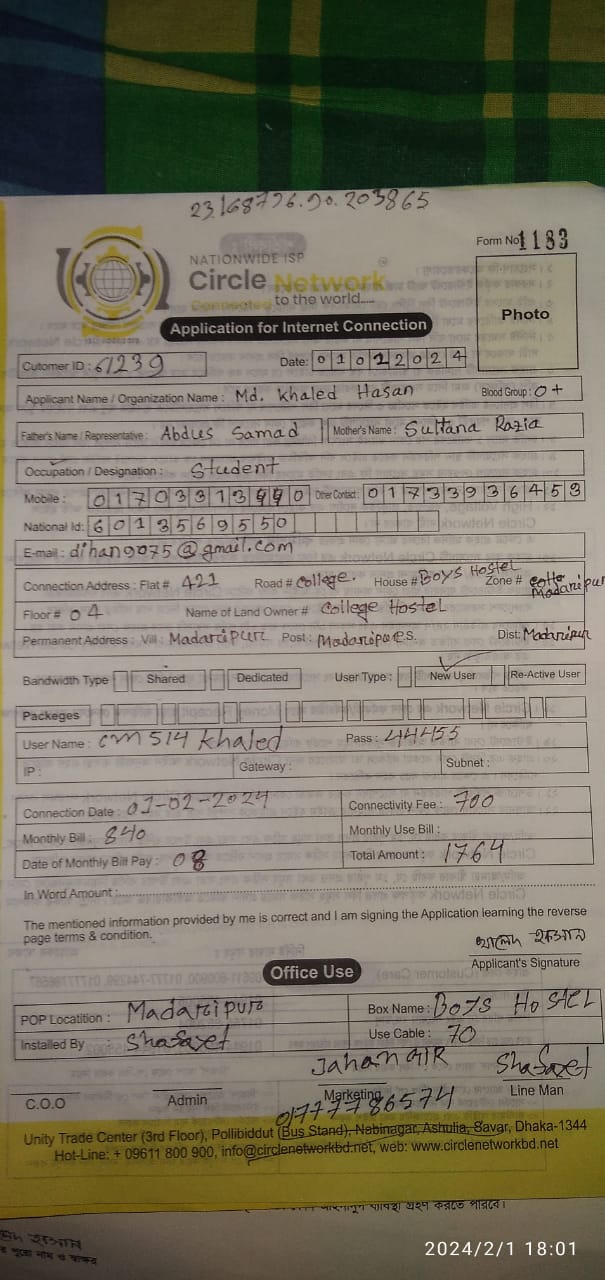 23.168726.90.203865
Form No 1183
NATIONWIDE ISP
Circle Network
Connected to the world.....
Photo
Application for Internet Connection
Cutomer ID : 61239
Date: 01022024
Applicant Name / Organization Name : Md. Khaled Hasan
Blood Group : O+
Father's Name / Representative : Abdus Samad
Mother's Name : Sultana Razia
Occupation / Designation : Student
Mobile : 01703313440 Other Contact : 01733936459
National Id: 6013569550
E-mail : dihan9075@gmail.com
Connection Address : Flat # 421 Road # College. House # Boys Hostel Zone # Madaripur
Floor # 04 Name of Land Owner # College Hostel
Permanent Address : Vill : Madaripur Post : Madaripur Dist: Madaripur
Bandwidth Type Shared Dedicated User Type : New User Re-Active User
Packeges
User Name : cm514 khaled Pass : 44455
IP : Gateway : Subnet :
Connection Date : 01-02-2024 Connectivity Fee : 700
Monthly Bill : 840 Monthly Use Bill :
Date of Monthly Bill Pay : 08 Total Amount : 1764
In Word Amount :
The mentioned information provided by me is correct and I am signing the Application learning the reverse
page terms & condition.
খালেদ হাসান
Applicant's Signature
Office Use
POP Locatition : Madaripur Box Name : Boys Hostel
Installed By : Use Cable : 70
C.O.O Admin Marketing Line Man
01777786574
Unity Trade Center (3rd Floor), Pollibiddut (Bus Stand), Nabinagar, Ashulia, Savar, Dhaka-1344
Hot-Line: + 09611 800 900, info@circlenetworkbd.net, web: www.circlenetworkbd.net
2024/2/1 18:01